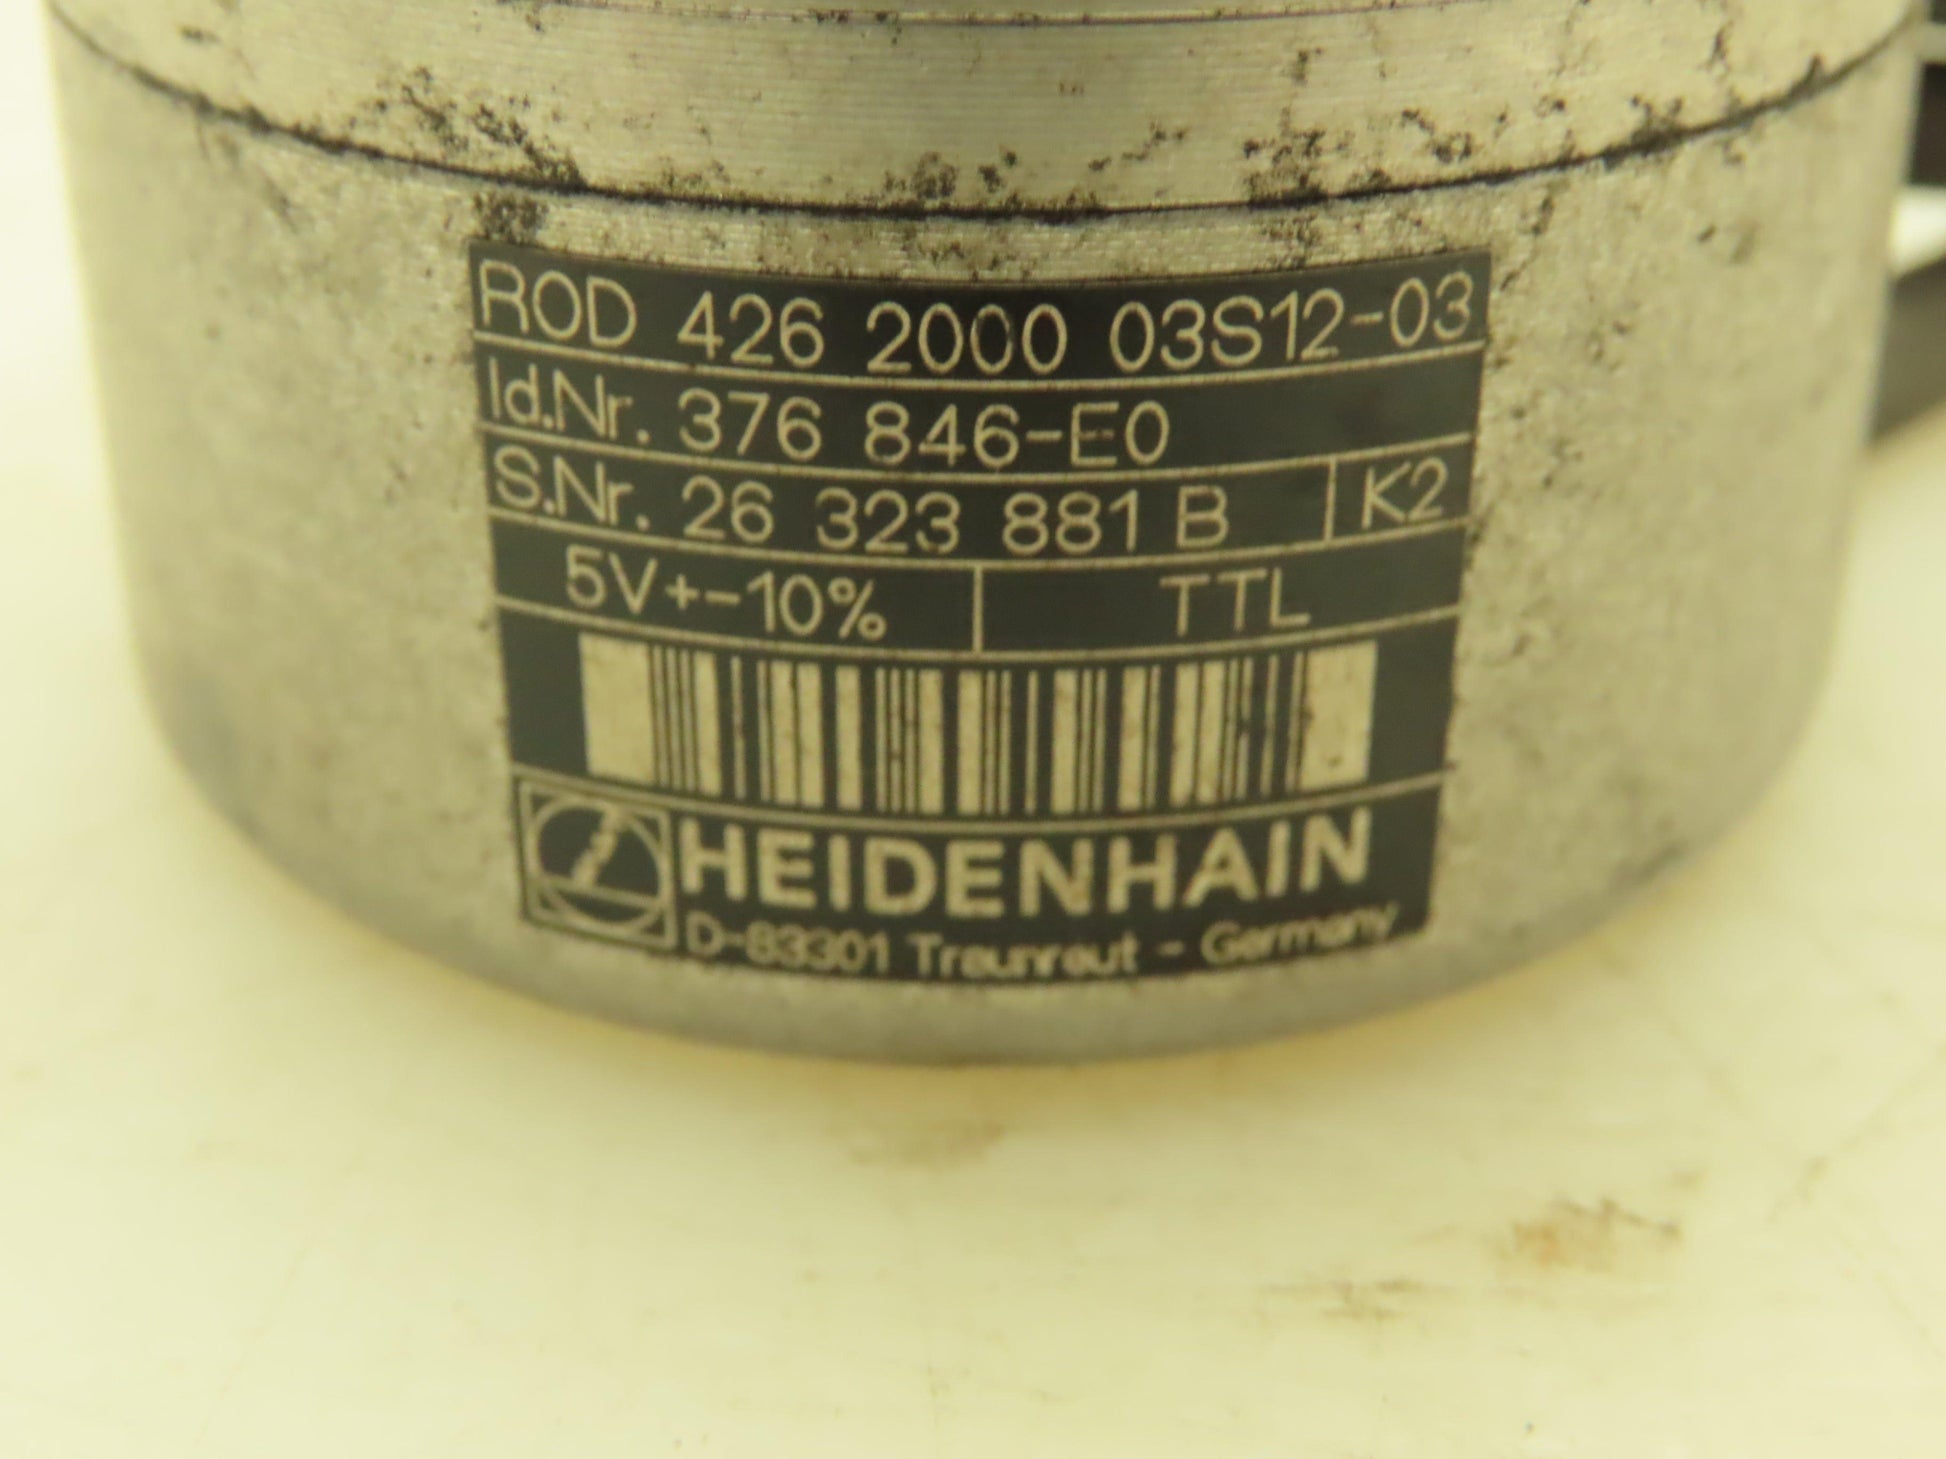 ROD 426 2000 03S12-03
Id.Nr. 376 846-E0
S.Nr. 26 323 881 B K2
5V+-10% TTL
HEIDENHAIN
D-83301 Traunreut - Germany